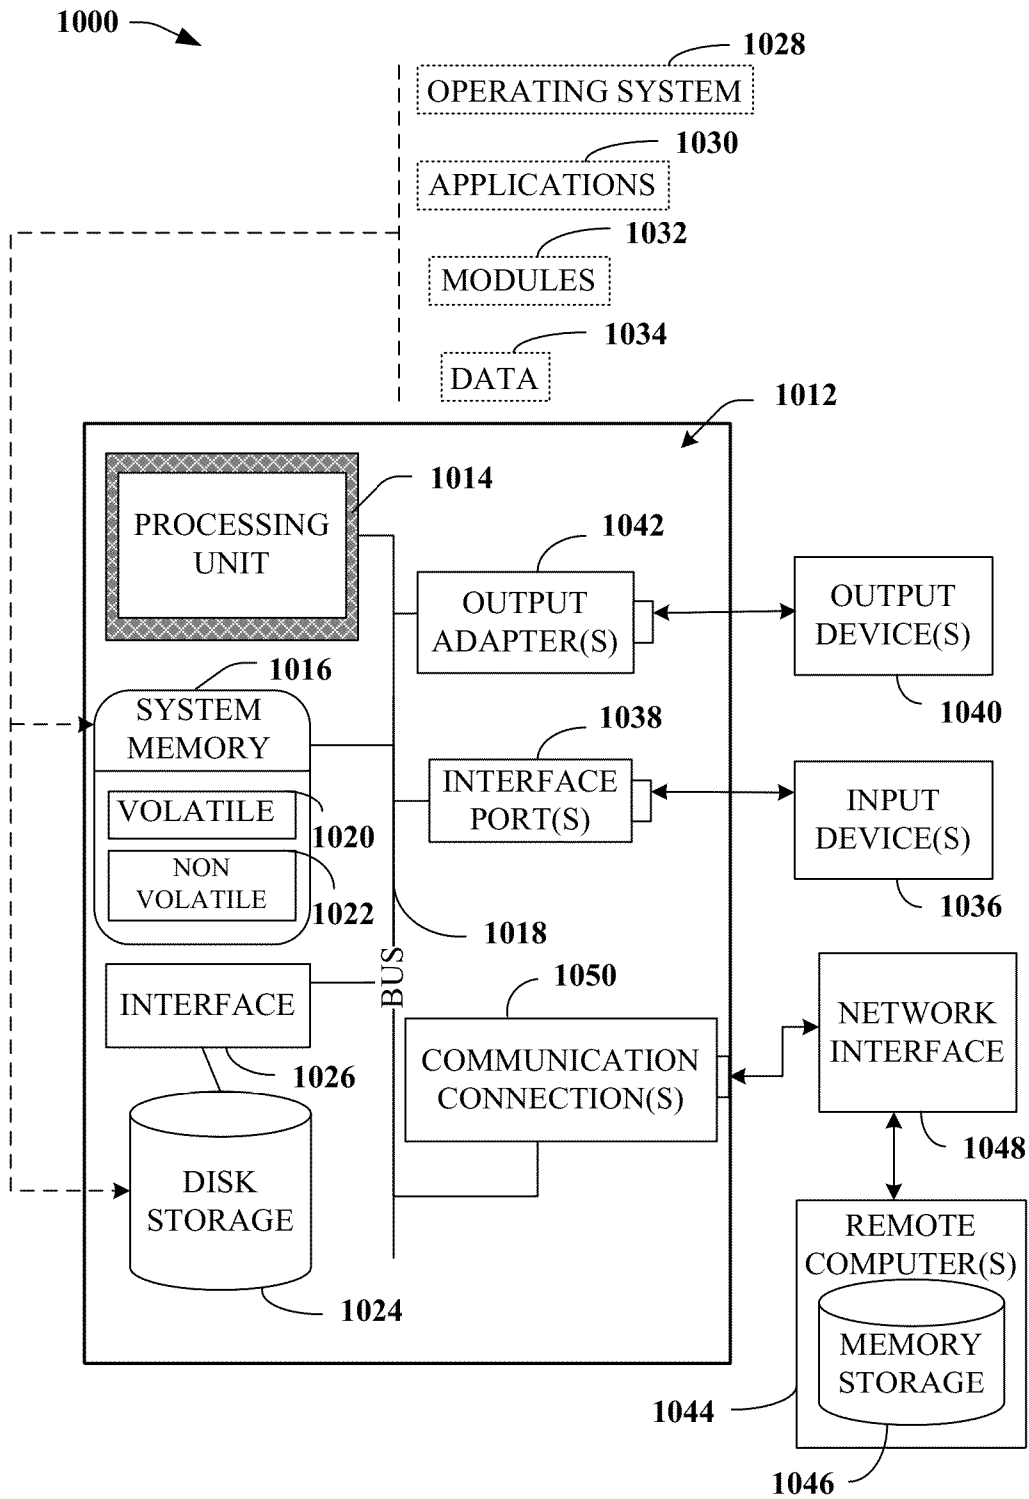 1000
1028
OPERATING SYSTEM
1030
APPLICATIONS
1032
MODULES
1034
DATA
1012
1014
PROCESSING
UNIT
1042
OUTPUT
ADAPTER(S)
OUTPUT
DEVICE(S)
1040
1016
SYSTEM
MEMORY
1038
INTERFACE
PORT(S)
INPUT
DEVICE(S)
1036
VOLATILE
1020
NON
VOLATILE
1022
1018
BUS
INTERFACE
1026
1050
COMMUNICATION
CONNECTION(S)
NETWORK
INTERFACE
1048
DISK
STORAGE
1024
REMOTE
COMPUTER(S)
MEMORY
STORAGE
1044
1046